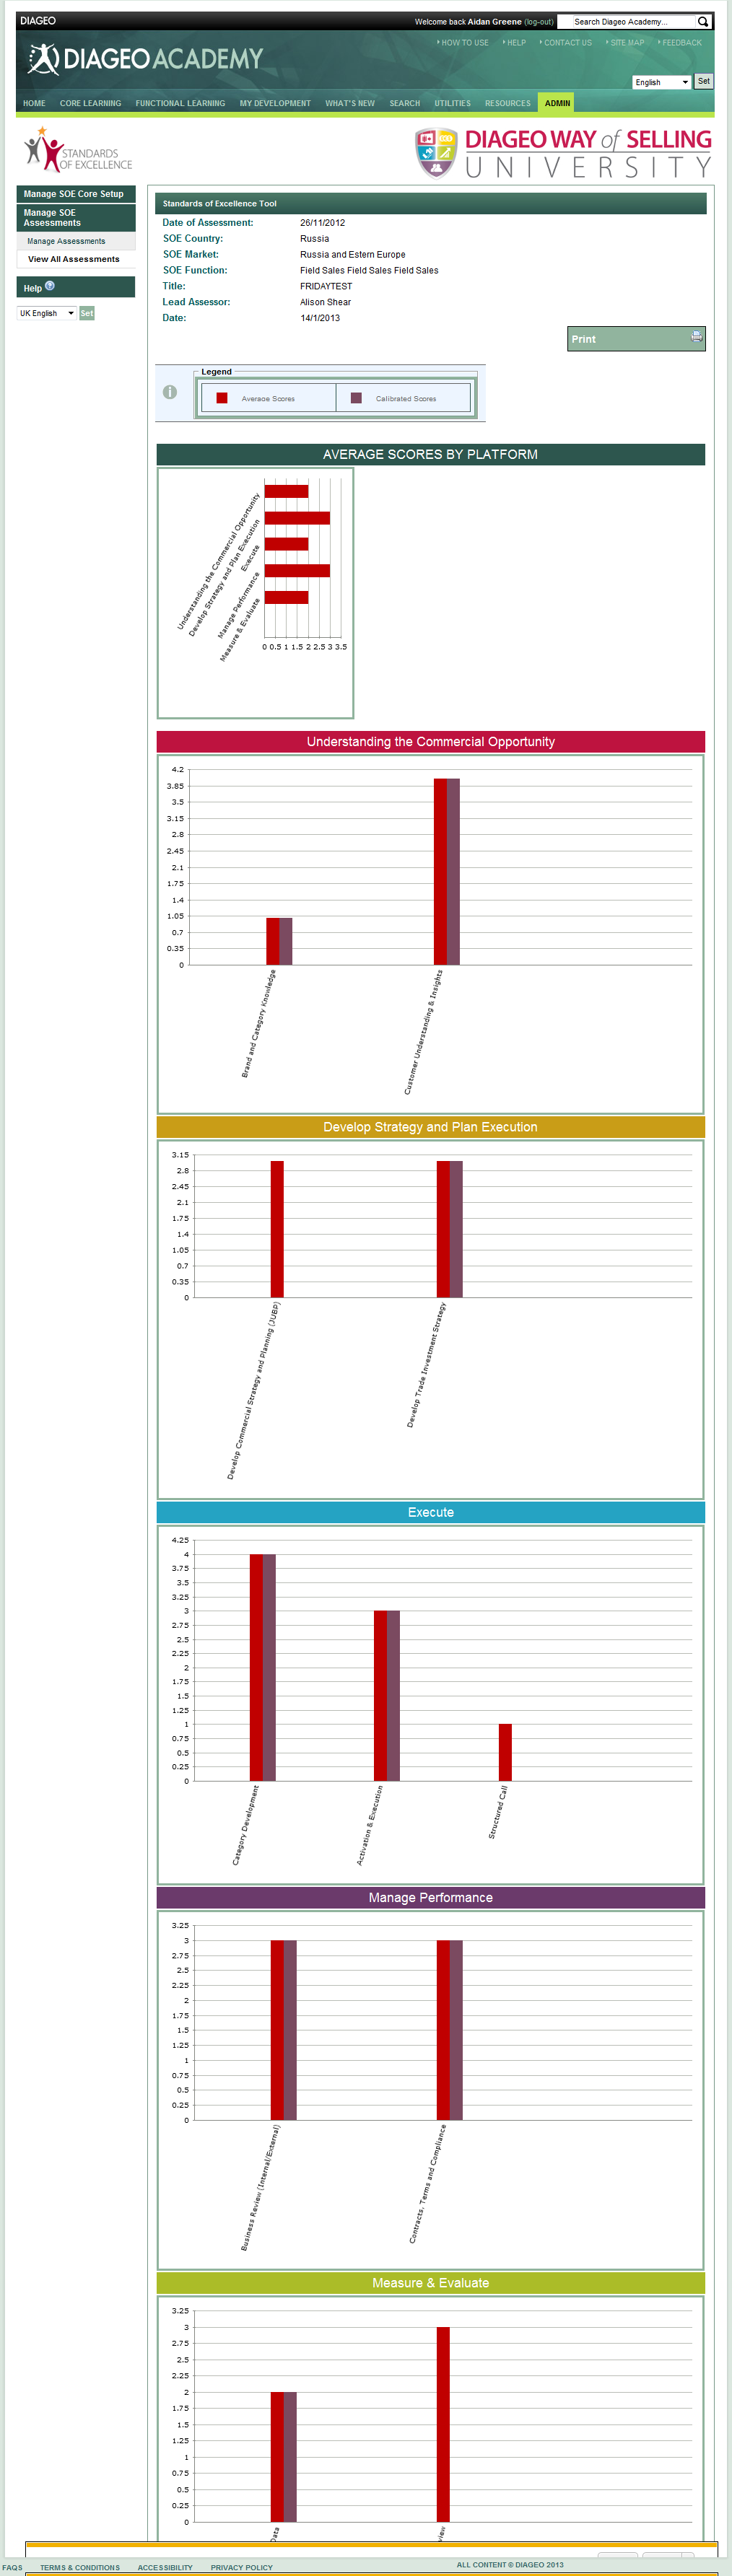 DIAGEO
Welcome back Aidan Greene (log-out)
Search Diageo Academy...
HOW TO USE HELP CONTACT US SITE MAP FEEDBACK
DIAGEO ACADEMY
English Set
HOME CORE LEARNING FUNCTIONAL LEARNING MY DEVELOPMENT WHAT'S NEW SEARCH UTILITIES RESOURCES ADMIN
STANDARDS
OF EXCELLENCE
DIAGEO WAY of SELLING
UNIVERSITY
Manage SOE Core Setup
Manage SOE
Assessments
Manage Assessments
View All Assessments
Help ?
UK English Set
Standards of Excellence Tool
Date of Assessment: 26/11/2012
SOE Country: Russia
SOE Market: Russia and Estern Europe
SOE Function: Field Sales Field Sales Field Sales
Title: FRIDAYTEST
Lead Assessor: Alison Shear
Date: 14/1/2013
Print
i
Legend
Average Scores Calibrated Scores
AVERAGE SCORES BY PLATFORM
Understanding the Commercial Opportunity
Develop Strategy and Plan Execution
Execute
Manage Performance
Measure & Evaluate
0 0.5 1 1.5 2 2.5 3 3.5
Understanding the Commercial Opportunity
4.2
3.85
3.5
3.15
2.8
2.45
2.1
1.75
1.4
1.05
0.7
0.35
0
Brand and Category Knowledge
Customer Understanding & Insights
Develop Strategy and Plan Execution
3.15
2.8
2.45
2.1
1.75
1.4
1.05
0.7
0.35
0
Develop Commercial Strategy and Planning (JUBP)
Develop Trade Investment Strategy
Execute
4.25
4
3.75
3.5
3.25
3
2.75
2.5
2.25
2
1.75
1.5
1.25
1
0.75
0.5
0.25
0
Category Development
Activation & Execution
Structured Call
Manage Performance
3.25
3
2.75
2.5
2.25
2
1.75
1.5
1.25
1
0.75
0.5
0.25
0
Business Review (Internal/External)
Contracts, Terms and Compliance
Measure & Evaluate
3.25
3
2.75
2.5
2.25
2
1.75
1.5
1.25
1
0.75
0.5
0.25
0
FAQS TERMS & CONDITIONS ACCESSIBILITY PRIVACY POLICY ALL CONTENT © DIAGEO 2013